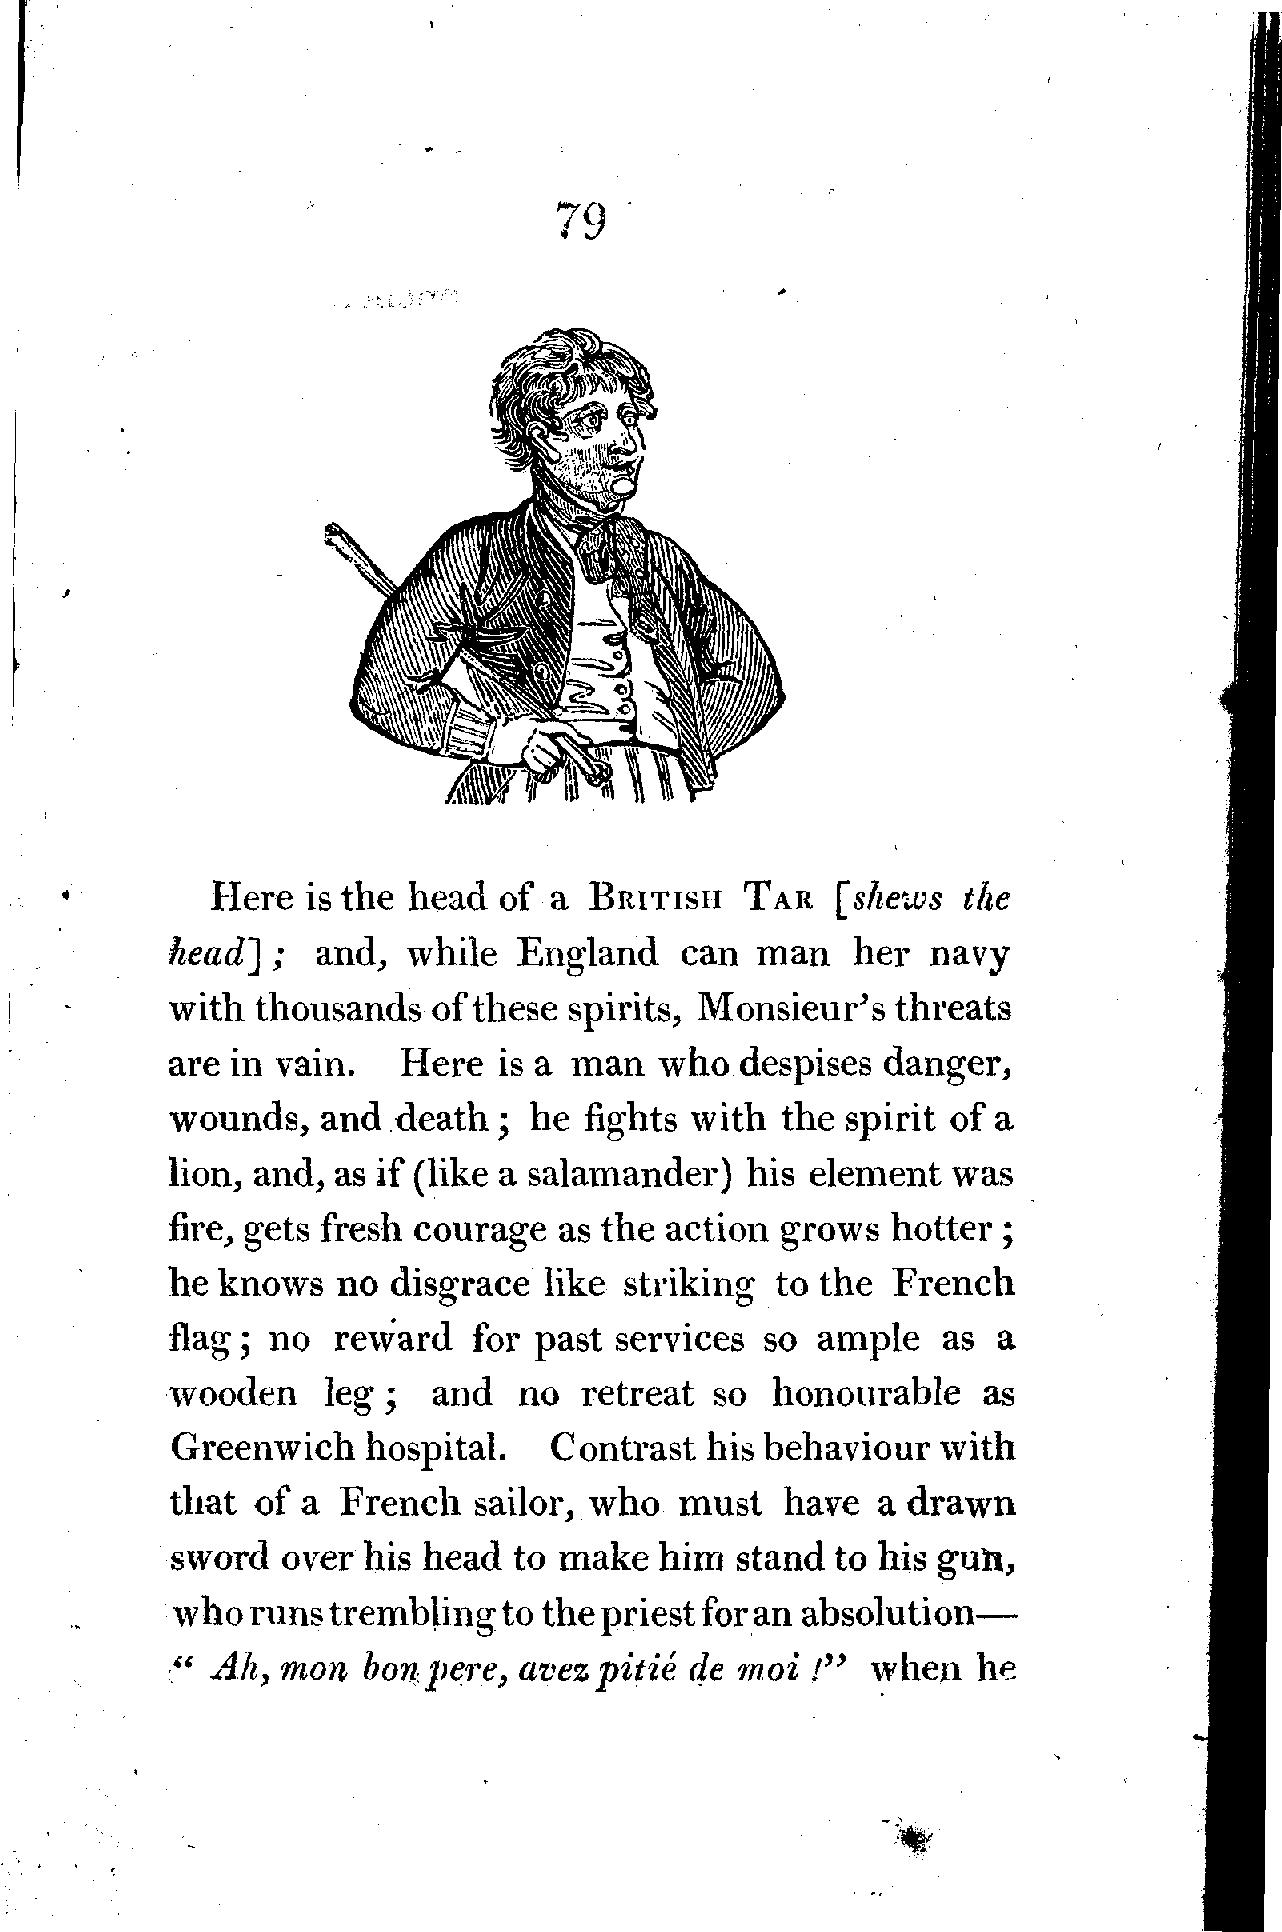 79
Here is the head of a BRITISH TAR [shews the
head]; and, while England can man her navy
with thousands of these spirits, Monsieur's threats
are in vain. Here is a man who despises danger,
wounds, and death; he fights with the spirit of a
lion, and, as if (like a salamander) his element was
fire, gets fresh courage as the action grows hotter;
he knows no disgrace like striking to the French
flag; no reward for past services so ample as a
wooden leg; and no retreat so honourable as
Greenwich hospital. Contrast his behaviour with
that of a French sailor, who must have a drawn
sword over his head to make him stand to his gun,
who runs trembling to the priest for an absolution—
“ Ah, mon bon pere, avez pitié de moi !” when he